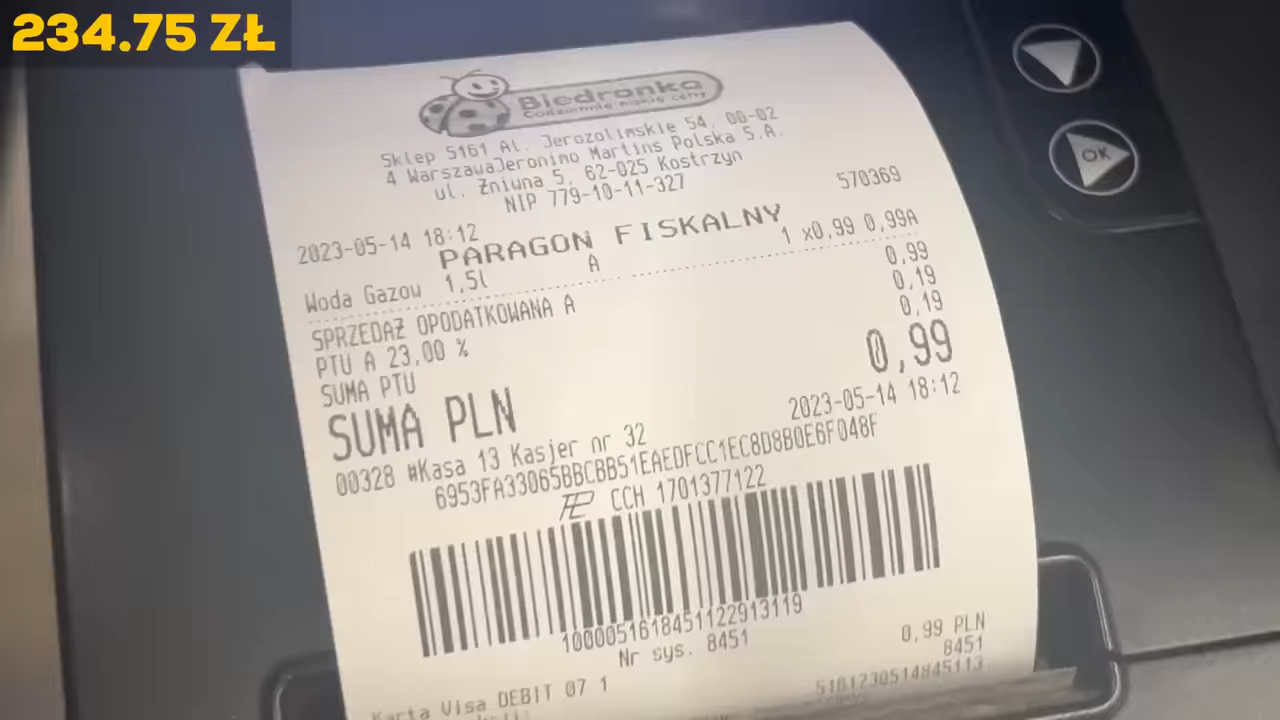 234.75 ZŁ
Biedronka
Codziennie niskie ceny
Sklep 5161 Al. Jerozolimskie 54, 00-02
4 WarszawaJeronimo Martins Polska S.A.
ul. Żniwna 5, 62-025 Kostrzyn
NIP 779-10-11-327
2023-05-14 18:12 570369
PARAGON FISKALNY
Woda Gazow 1,5l A 1 x0,99 0,99A
SPRZEDAŻ OPODATKOWANA A 0,99
PTU A 23,00 % 0,19
SUMA PTU 0,19
SUMA PLN 0,99
00328 #Kasa 13 Kasjer nr 32 2023-05-14 18:12
6953FA33065BBCBB51EAEDFCC1EC8D8B0E6F048F
CCH 1701377122
1000051618451122913119
Nr sys. 8451
Karta Visa DEBIT 07 1 0,99 PLN
8451
5161230514845113
OK